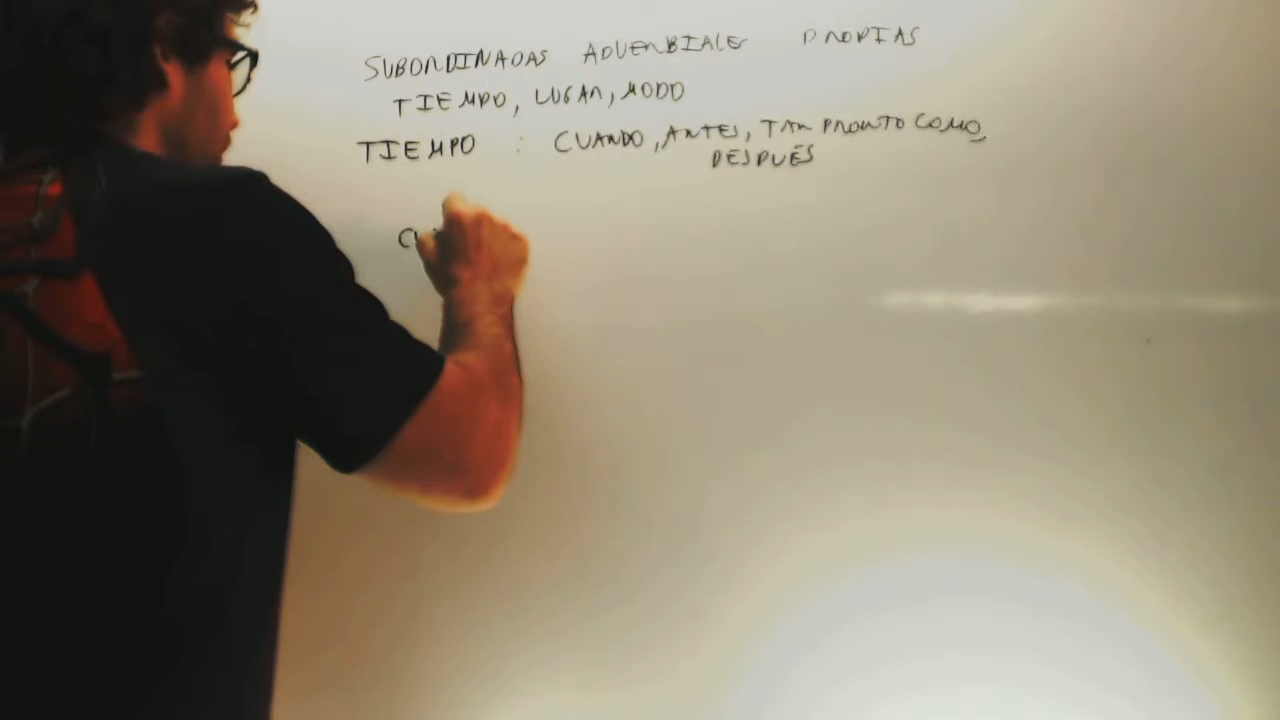 SUBORDINADAS ADVERBIALES PROPIAS
TIEMPO, LUGAR, MODO
TIEMPO : CUANDO, ANTES, TAN PRONTO COMO,
DESPUÉS